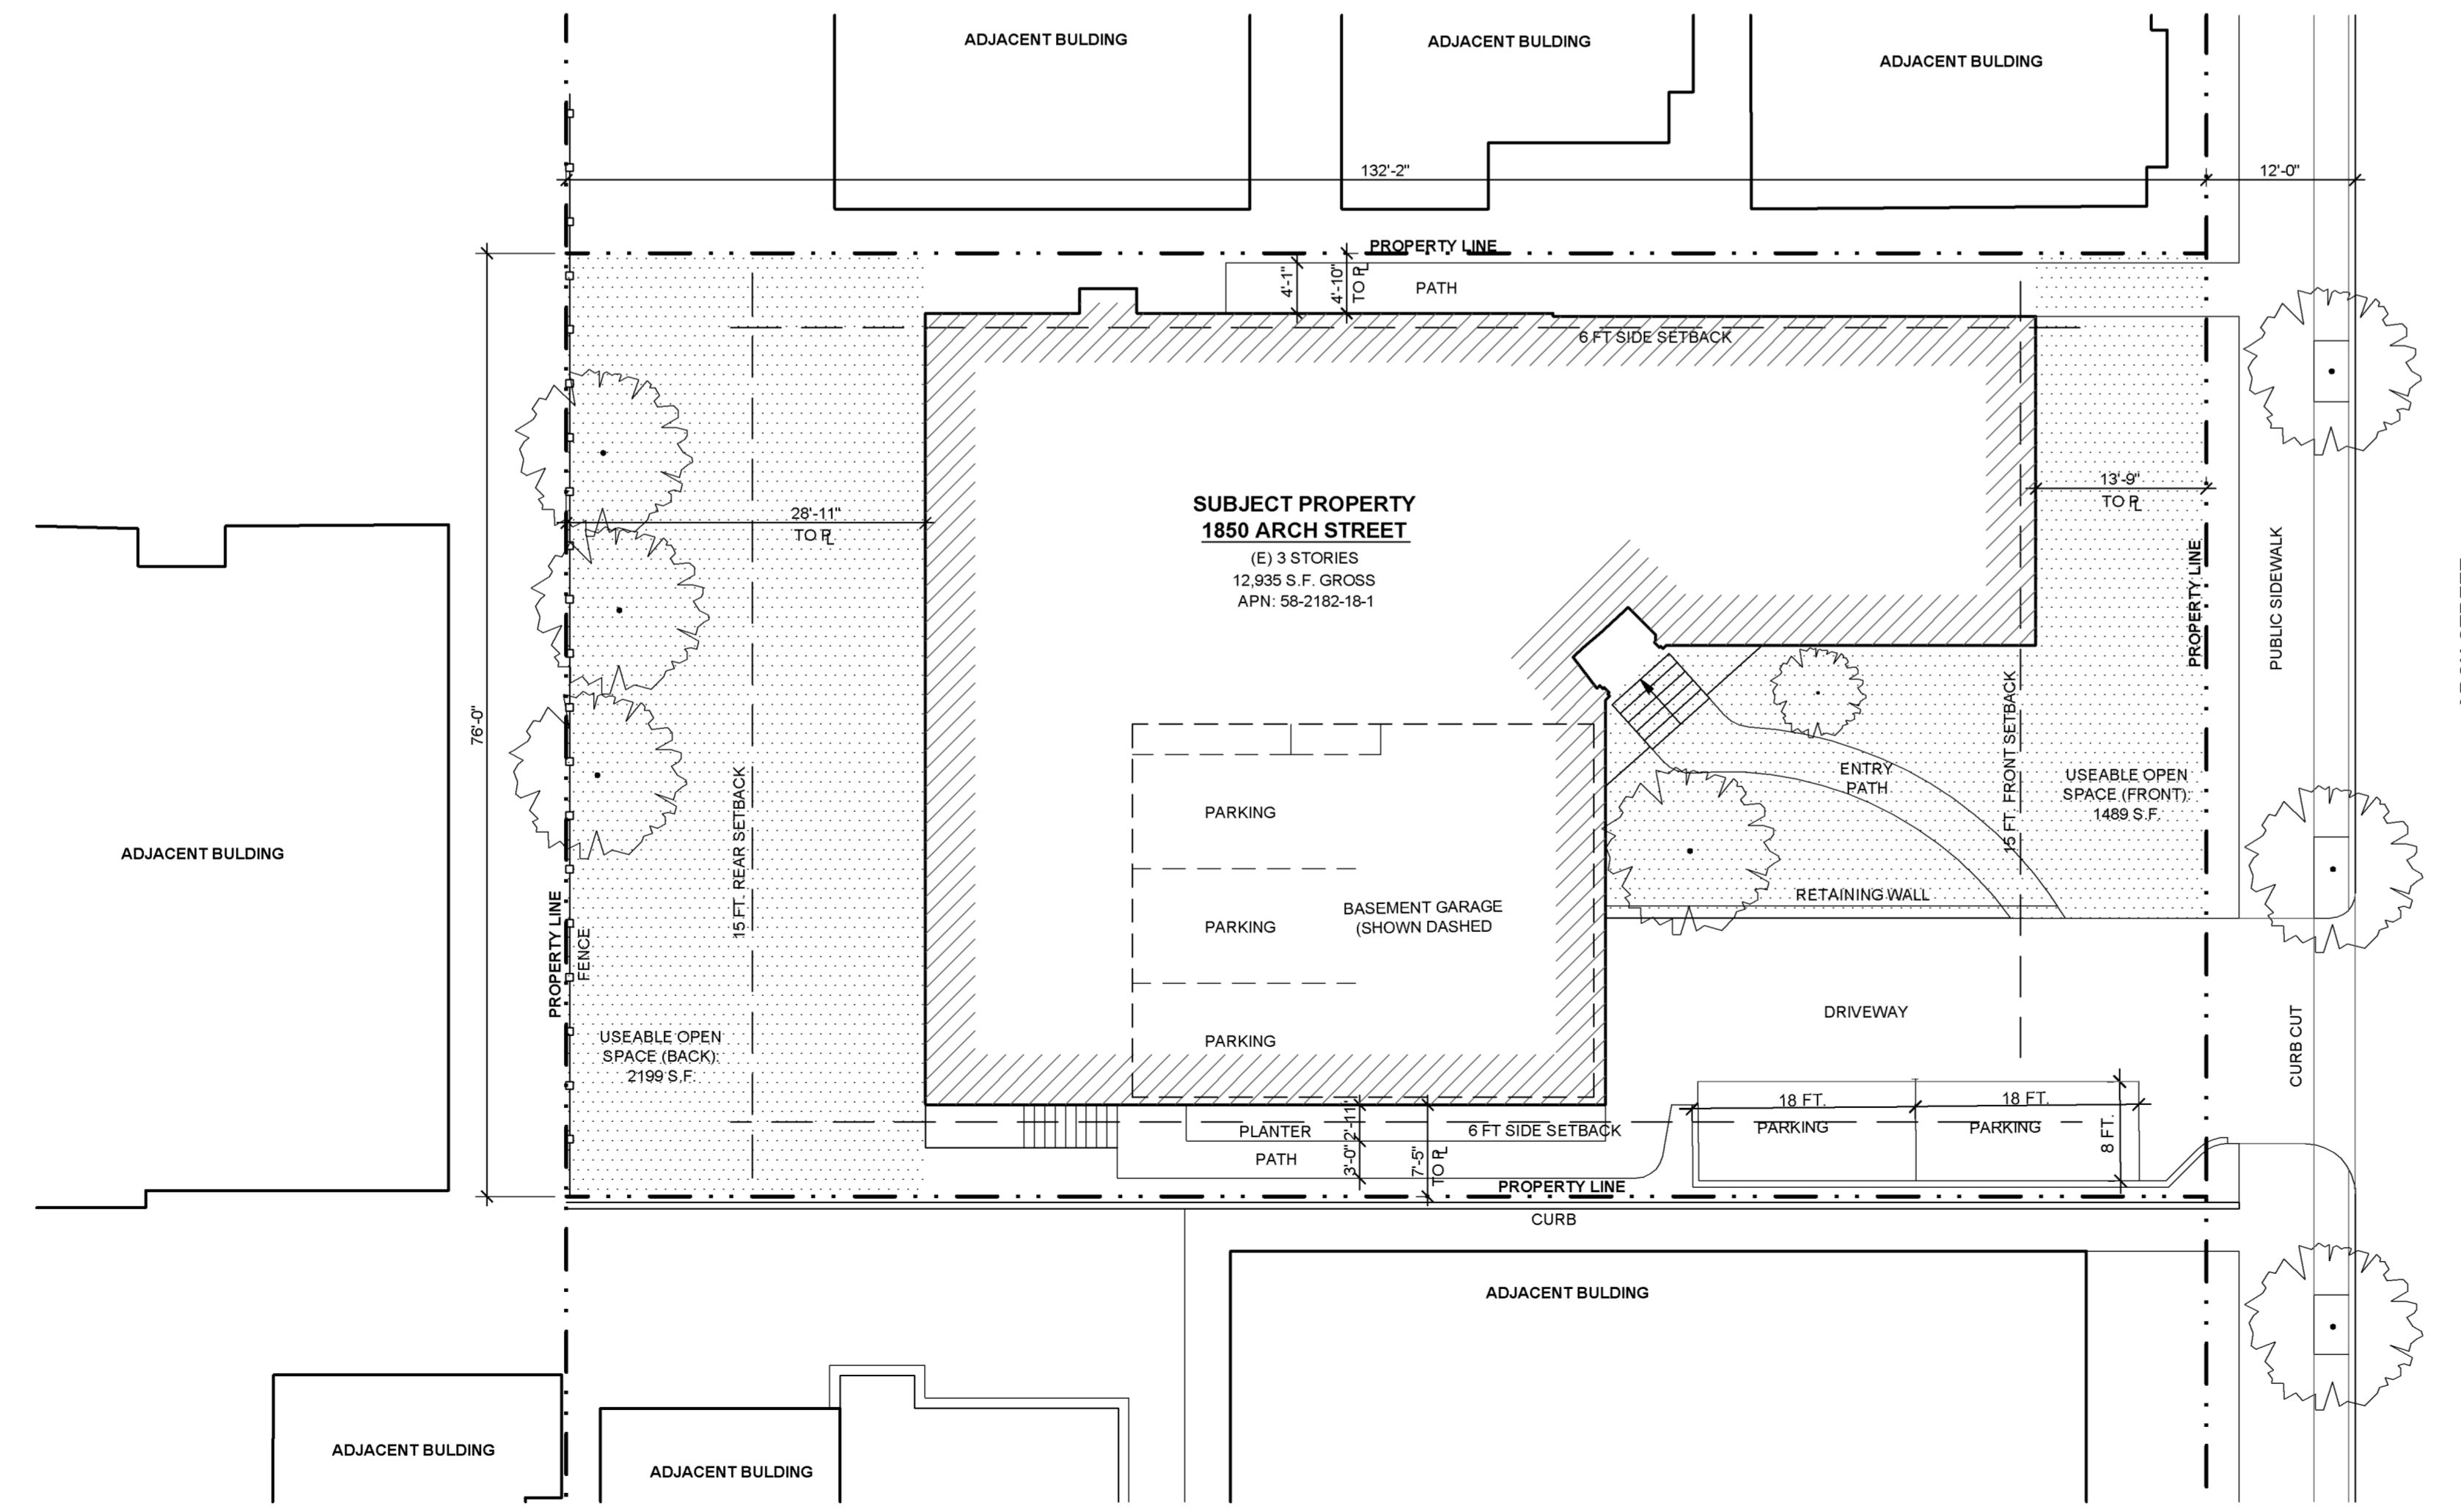 ADJACENT BULDING
ADJACENT BULDING
ADJACENT BULDING
132'-2"
12'-0"
PROPERTY LINE
4'-1"
4'-10"
TO PL
PATH
6 FT SIDE SETBACK
28'-11"
TO PL
SUBJECT PROPERTY
1850 ARCH STREET
(E) 3 STORIES
12,935 S.F. GROSS
APN: 58-2182-18-1
13'-9"
TO PL
PROPERTY LINE
PUBLIC SIDEWALK
76'-0"
15 FT. REAR SETBACK
PARKING
PARKING
PARKING
BASEMENT GARAGE
(SHOWN DASHED
ENTRY
PATH
15 FT. FRONT SETBACK
USEABLE OPEN
SPACE (FRONT)
1489 S.F.
RETAINING WALL
ADJACENT BULDING
PROPERTY LINE
FENCE
USEABLE OPEN
SPACE (BACK)
2199 S.F.
DRIVEWAY
CURB CUT
18 FT.
18 FT.
PARKING
PARKING
8 FT.
PLANTER
2'-11"
6 FT SIDE SETBACK
PATH
3'-0"
7'-5"
TO PL
PROPERTY LINE
CURB
ADJACENT BULDING
ADJACENT BULDING
ADJACENT BULDING